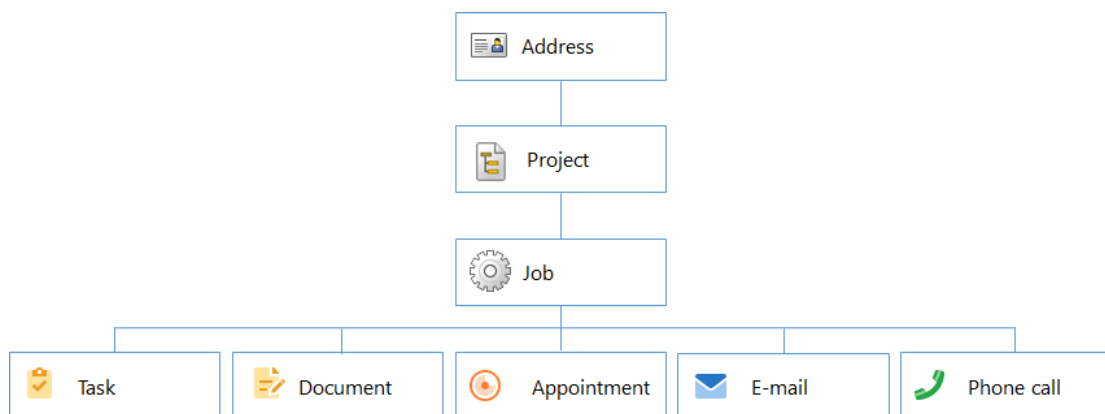 Address
Project
Job
Task
Document
Appointment
E-mail
Phone call